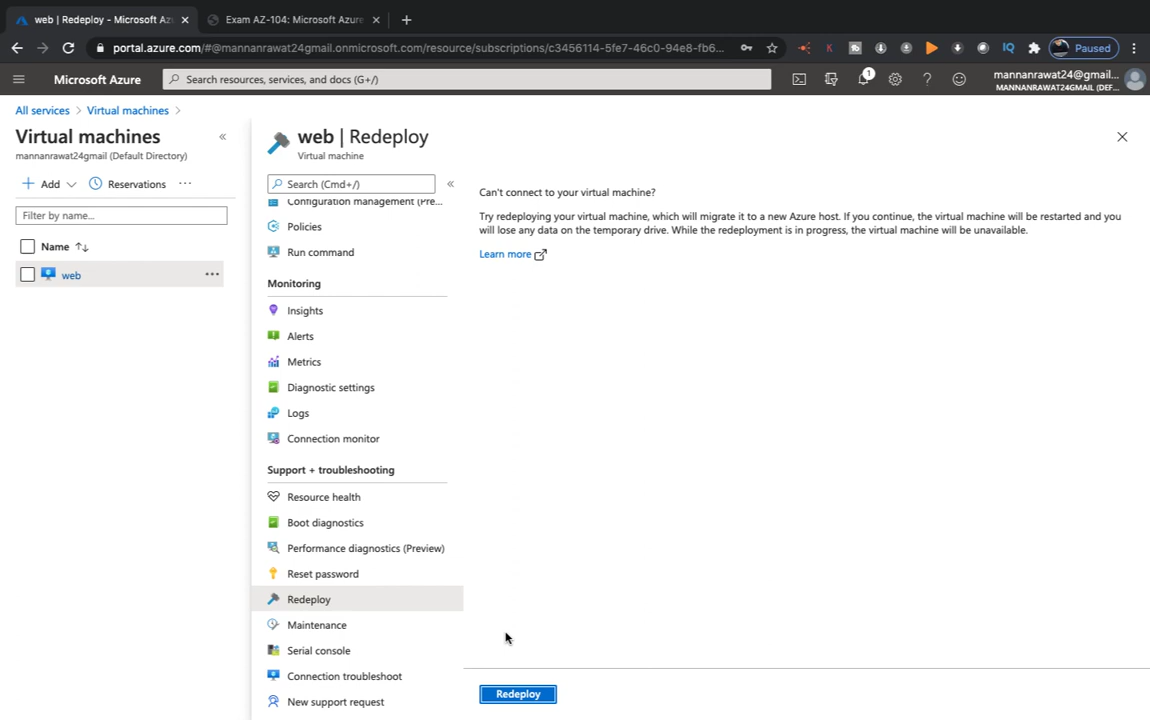 web | Redeploy - Microsoft Az
Exam AZ-104: Microsoft Azure
portal.azure.com/#@mannanrawat24gmail.onmicrosoft.com/resource/subscriptions/c3456114-5fe7-46c0-94e8-fb6...
K
IQ
Paused
Microsoft Azure
Search resources, services, and docs (G+/)
1
mannanrawat24@gmail....
MANNANRAWAT24GMAIL (DEF...
All services > Virtual machines >
Virtual machines
«
mannanrawat24gmail (Default Directory)
+ Add
Reservations
...
Filter by name...
Name
web
...
web | Redeploy
Virtual machine
Search (Cmd+/)
«
Configuration management (Pre...
Policies
Run command
Monitoring
Insights
Alerts
Metrics
Diagnostic settings
Logs
Connection monitor
Support + troubleshooting
Resource health
Boot diagnostics
Performance diagnostics (Preview)
Reset password
Redeploy
Maintenance
Serial console
Connection troubleshoot
New support request
Can't connect to your virtual machine?
Try redeploying your virtual machine, which will migrate it to a new Azure host. If you continue, the virtual machine will be restarted and you
will lose any data on the temporary drive. While the redeployment is in progress, the virtual machine will be unavailable.
Learn more
Redeploy